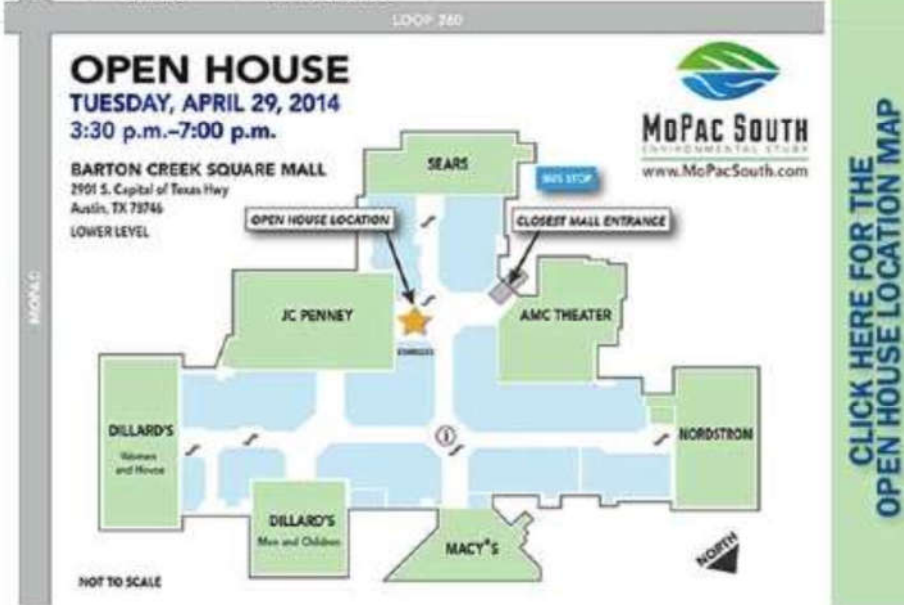 LOOP 360
OPEN HOUSE
TUESDAY, APRIL 29, 2014
3:30 p.m.–7:00 p.m.
BARTON CREEK SQUARE MALL
2901 S. Capital of Texas Hwy
Austin, TX 78746
LOWER LEVEL
MOPAC SOUTH
ENVIRONMENTAL STUDY
www.MoPacSouth.com
SEARS
BUS STOP
OPEN HOUSE LOCATION
CLOSEST MALL ENTRANCE
JC PENNEY
AMC THEATER
MOPAC
DILLARD'S
Women
and House
NORDSTROM
DILLARD'S
Men and Children
MACY'S
NORTH
NOT TO SCALE
CLICK HERE FOR THE
OPEN HOUSE LOCATION MAP